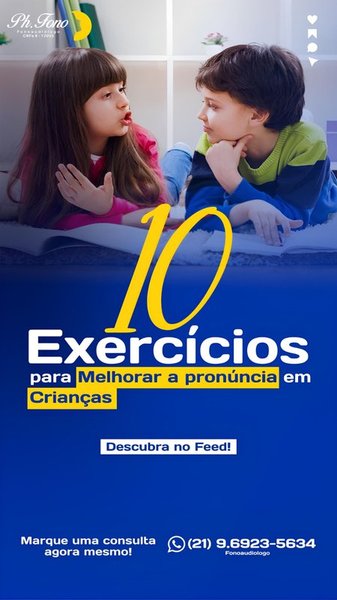 Ph.Fono
Fonoaudiologo
10
Exercícios
para Melhorar a pronúncia em
Crianças
Descubra no Feed!
Marque uma consulta
agora mesmo!
(21) 9.6923-5634
Fonoaudiologo